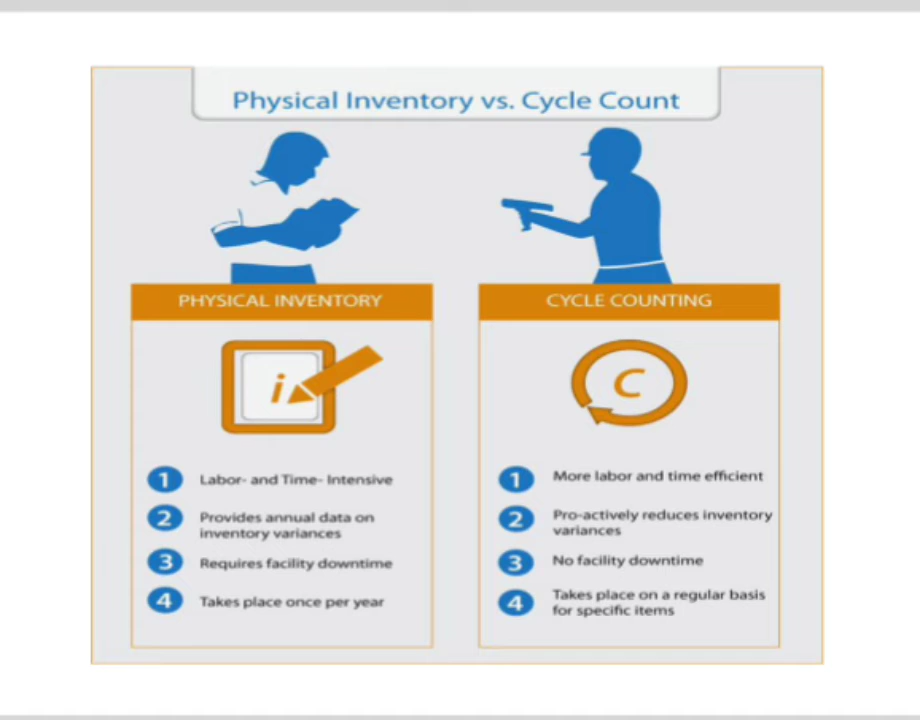 Physical Inventory vs. Cycle Count
PHYSICAL INVENTORY
i
1 Labor- and Time- Intensive
2 Provides annual data on
inventory variances
3 Requires facility downtime
4 Takes place once per year
CYCLE COUNTING
C
1 More labor and time efficient
2 Pro-actively reduces inventory
variances
3 No facility downtime
4 Takes place on a regular basis
for specific items